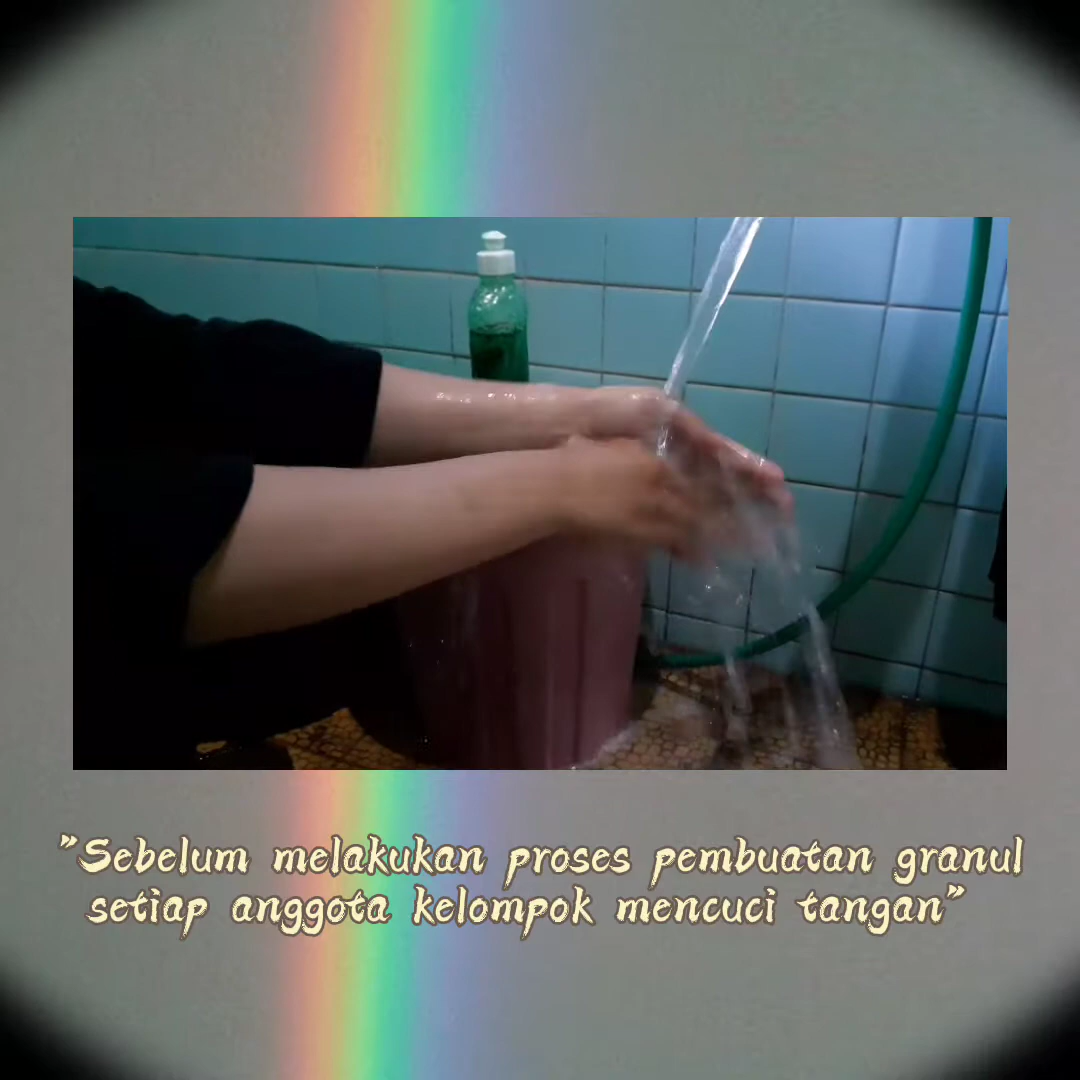 "Sebelum melakukan proses pembuatan granul
setiap anggota kelompok mencuci tangan"